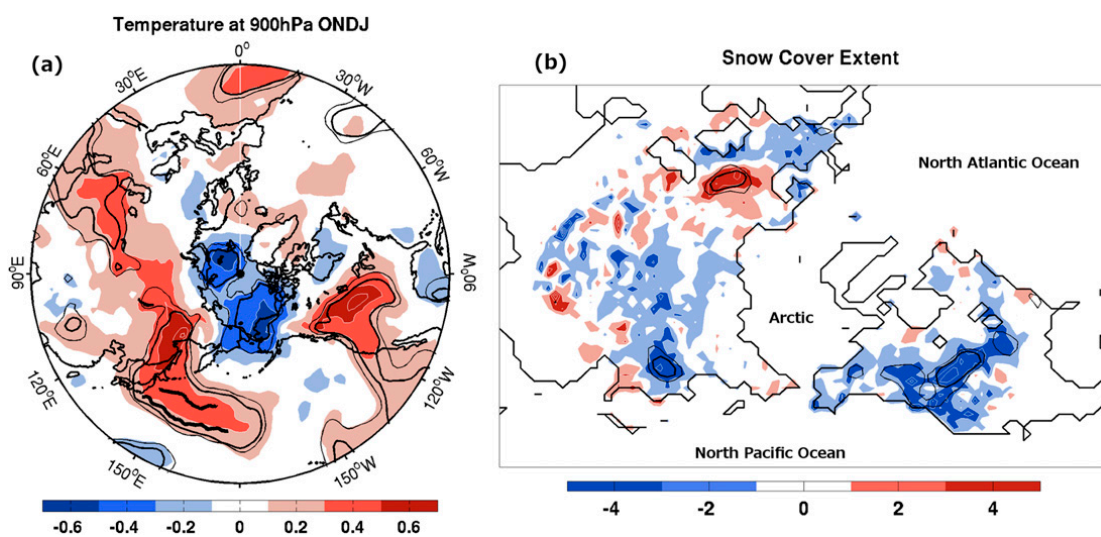 Temperature at 900hPa ONDJ
(a)
0°
30°E
30°W
60°E
60°W
90°E
90°W
120°E
120°W
150°E
150°W
-0.6 -0.4 -0.2 0 0.2 0.4 0.6
(b)
Snow Cover Extent
North Atlantic Ocean
Arctic
North Pacific Ocean
-4 -2 0 2 4